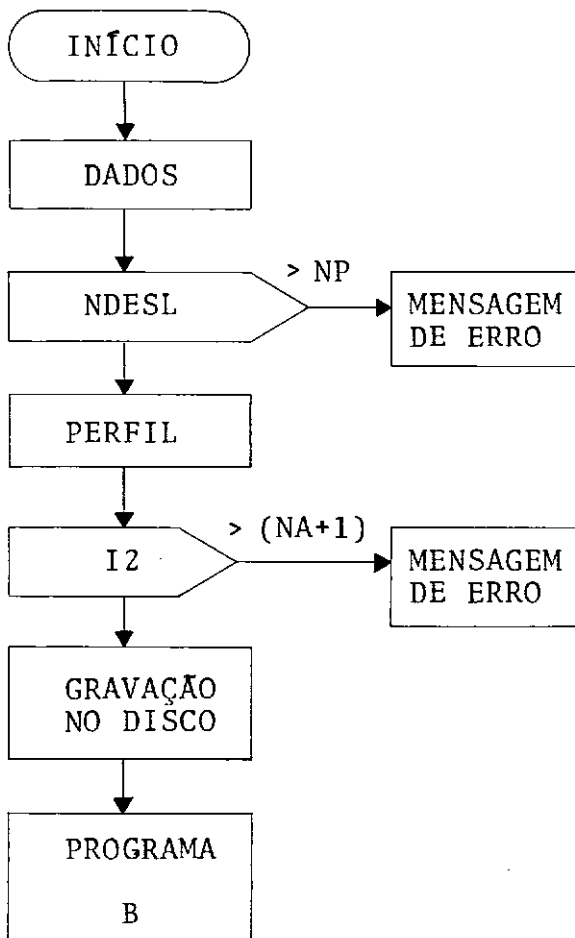 INÍCIO
DADOS
> NP
NDESL
MENSAGEM
DE ERRO
PERFIL
> (NA+1)
I2
MENSAGEM
DE ERRO
GRAVAÇÃO
NO DISCO
PROGRAMA
B